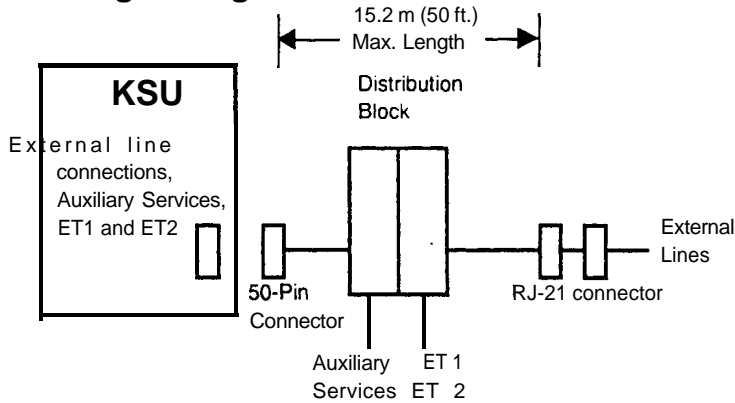 15.2 m (50 ft.)
Max. Length
KSU
Distribution
Block
External line
connections,
Auxiliary Services,
ET1 and ET2
External
Lines
50-Pin
Connector
RJ-21 connector
Auxiliary
Services
ET 1
ET 2